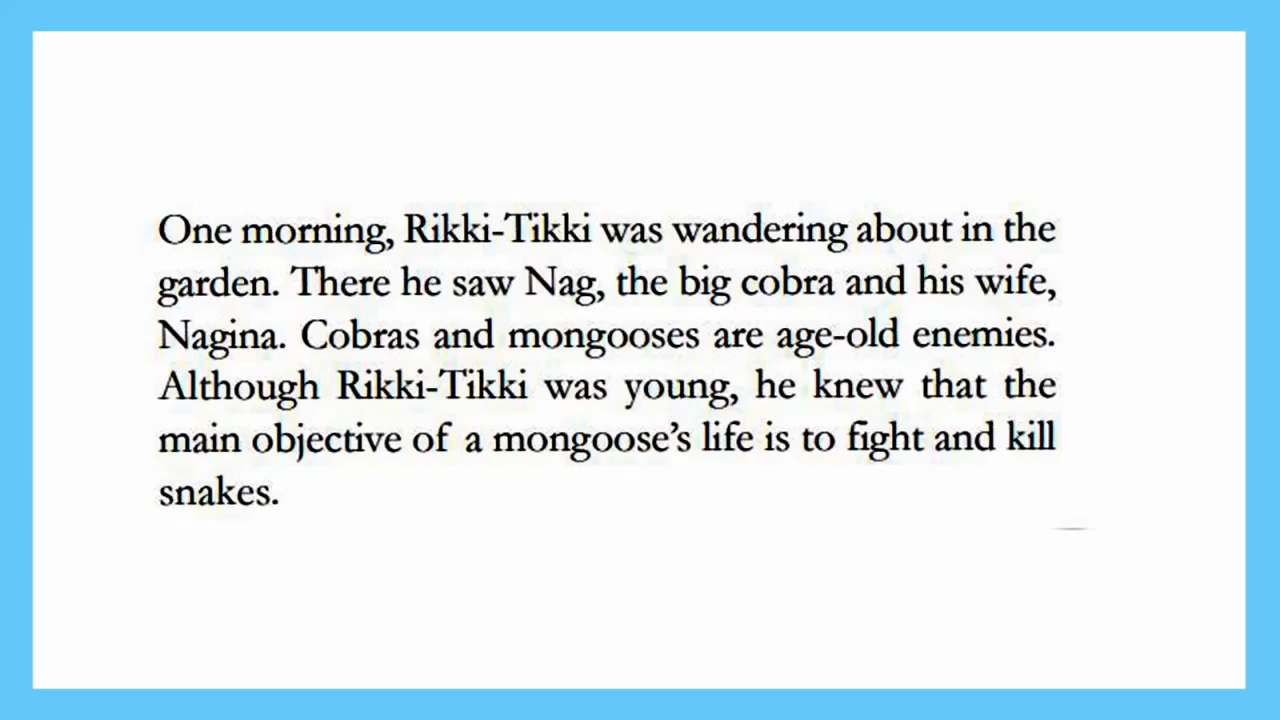 One morning, Rikki-Tikki was wandering about in the
garden. There he saw Nag, the big cobra and his wife,
Nagina. Cobras and mongooses are age-old enemies.
Although Rikki-Tikki was young, he knew that the
main objective of a mongoose’s life is to fight and kill
snakes.